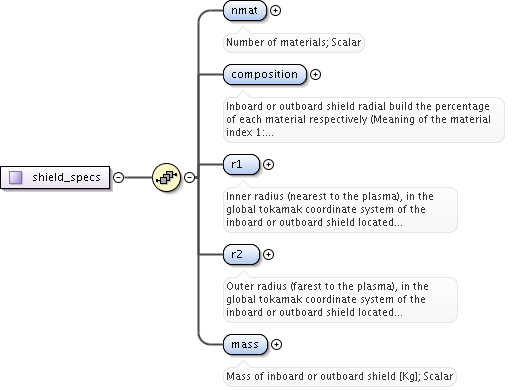 nmat
Number of materials; Scalar
composition
Inboard or outboard shield radial build the percentage
of each material respectively (Meaning of the material
index 1:...
shield_specs
r1
Inner radius (nearest to the plasma), in the
global tokamak coordinate system of the
inboard or outboard shield located...
r2
Outer radius (farest to the plasma), in the
global tokamak coordinate system of the
inboard or outboard shield located...
mass
Mass of inboard or outboard shield [Kg]; Scalar